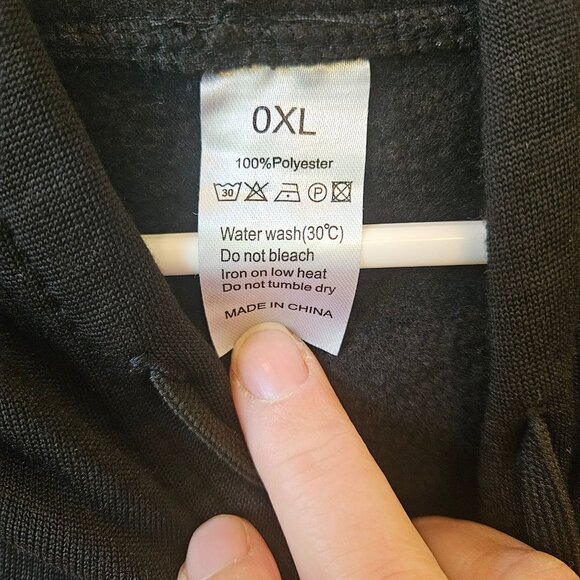 0XL
100%Polyester
30 P
Water wash(30℃)
Do not bleach
Iron on low heat
Do not tumble dry
MADE IN CHINA